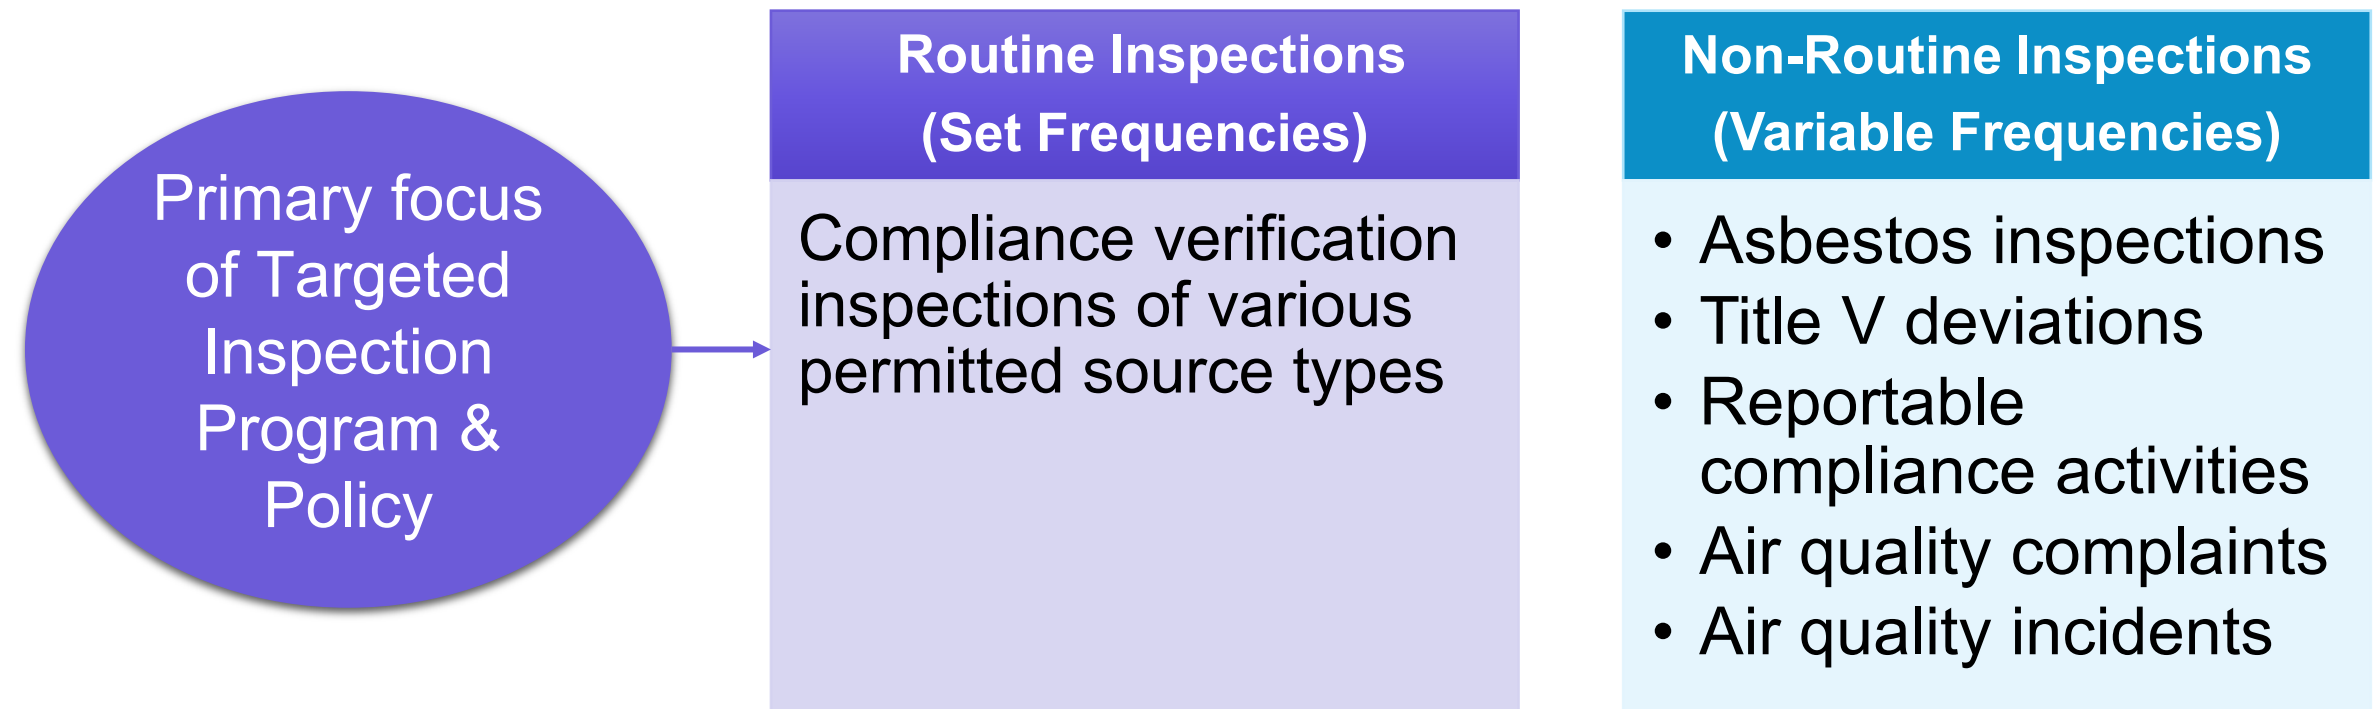 Primary focus
of Targeted
Inspection
Program &
Policy
Routine Inspections
(Set Frequencies)
Compliance verification
inspections of various
permitted source types
Non-Routine Inspections
(Variable Frequencies)
• Asbestos inspections
• Title V deviations
• Reportable
compliance activities
• Air quality complaints
• Air quality incidents